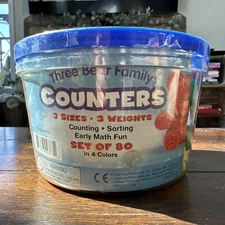 Three Bear Family
COUNTERS
3 SIZES • 3 WEIGHTS
Counting • Sorting
Early Math Fun
SET OF 80
in 4 Colors
CE